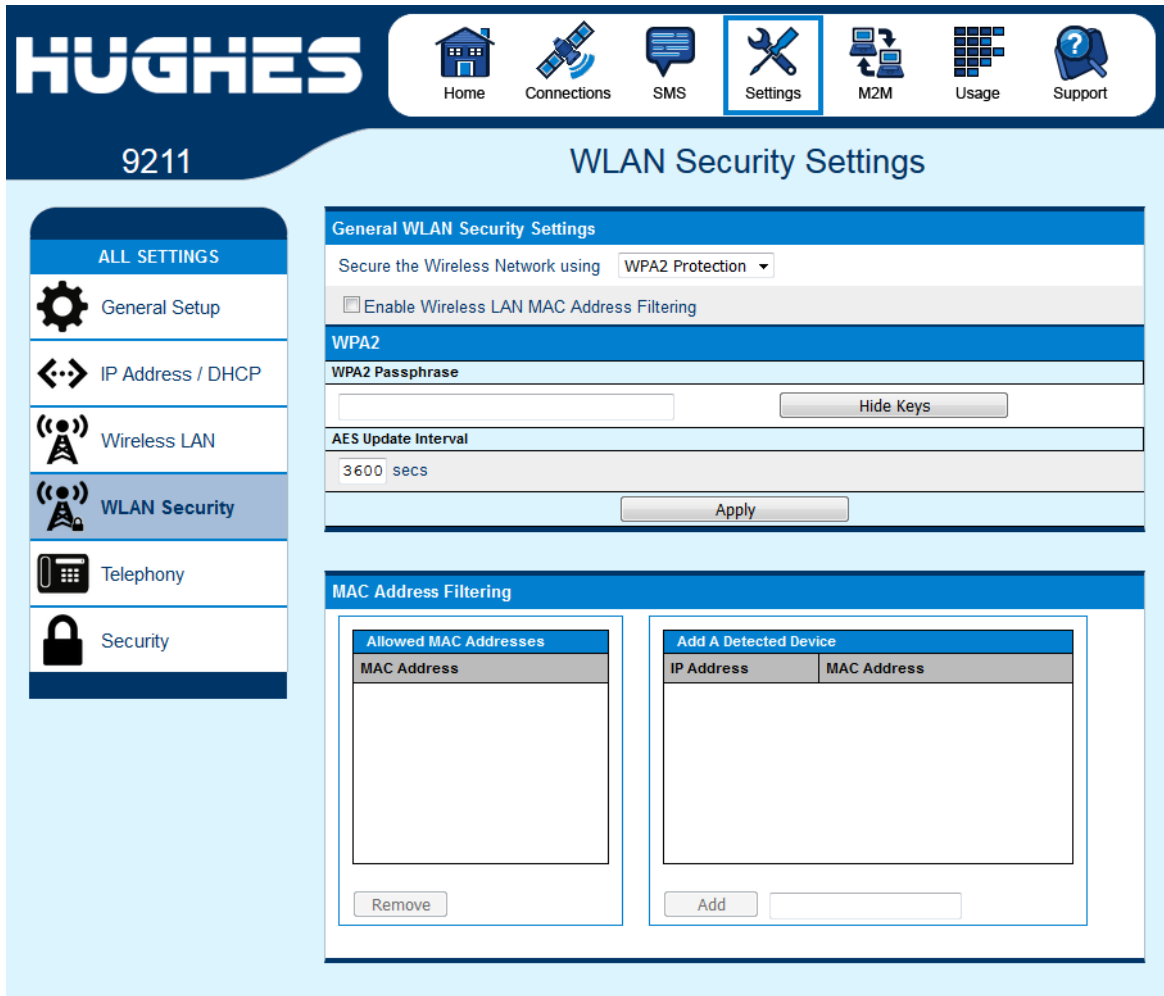 HUGHES
Home Connections SMS Settings M2M Usage Support
9211
WLAN Security Settings
ALL SETTINGS
General Setup
IP Address / DHCP
Wireless LAN
WLAN Security
Telephony
Security
General WLAN Security Settings
Secure the Wireless Network using WPA2 Protection
Enable Wireless LAN MAC Address Filtering
WPA2
WPA2 Passphrase
Hide Keys
AES Update Interval
3600 secs
Apply
MAC Address Filtering
Allowed MAC Addresses
MAC Address
Remove
Add A Detected Device
IP Address MAC Address
Add